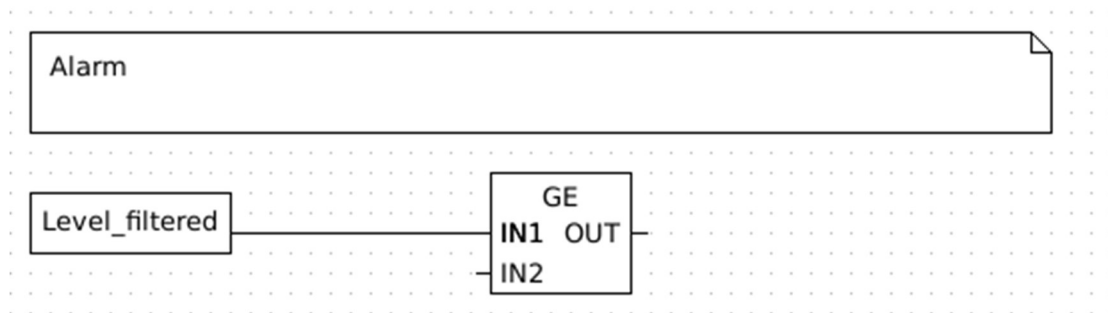 Alarm
GE
Level_filtered
IN1 OUT
IN2